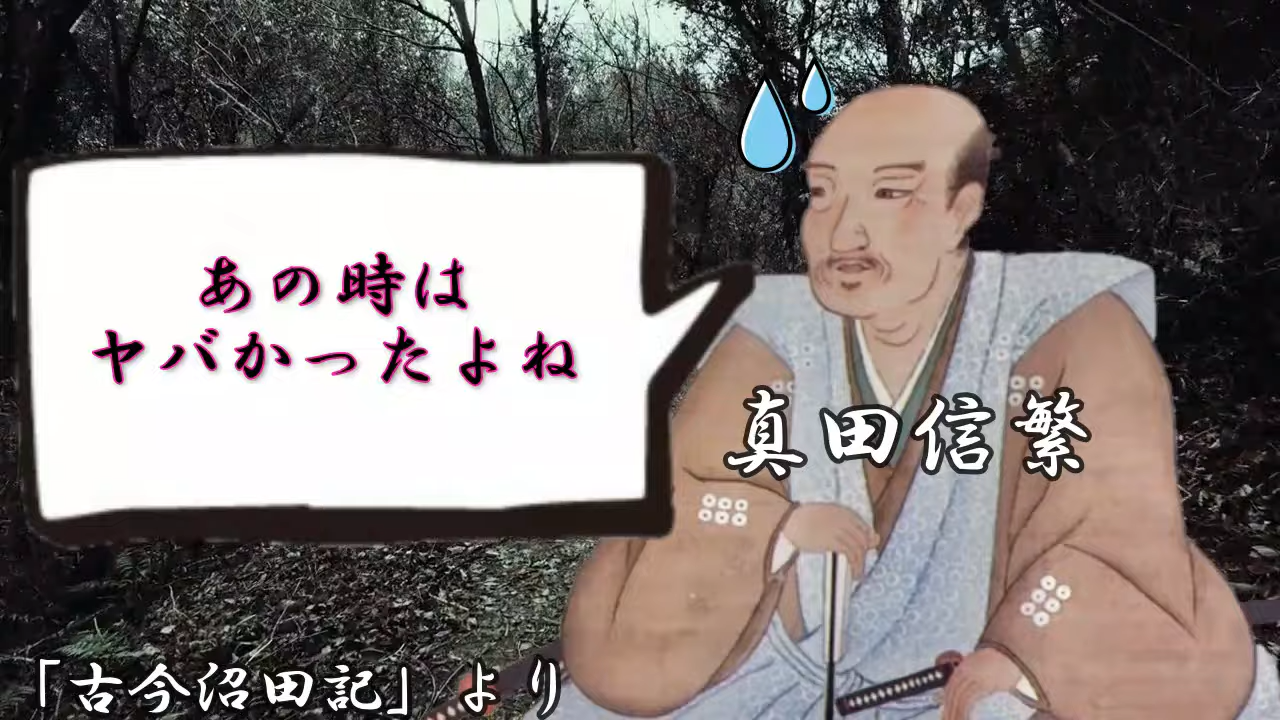 あの時は
ヤバかったよね
真田信繁
「古今沼田記」より